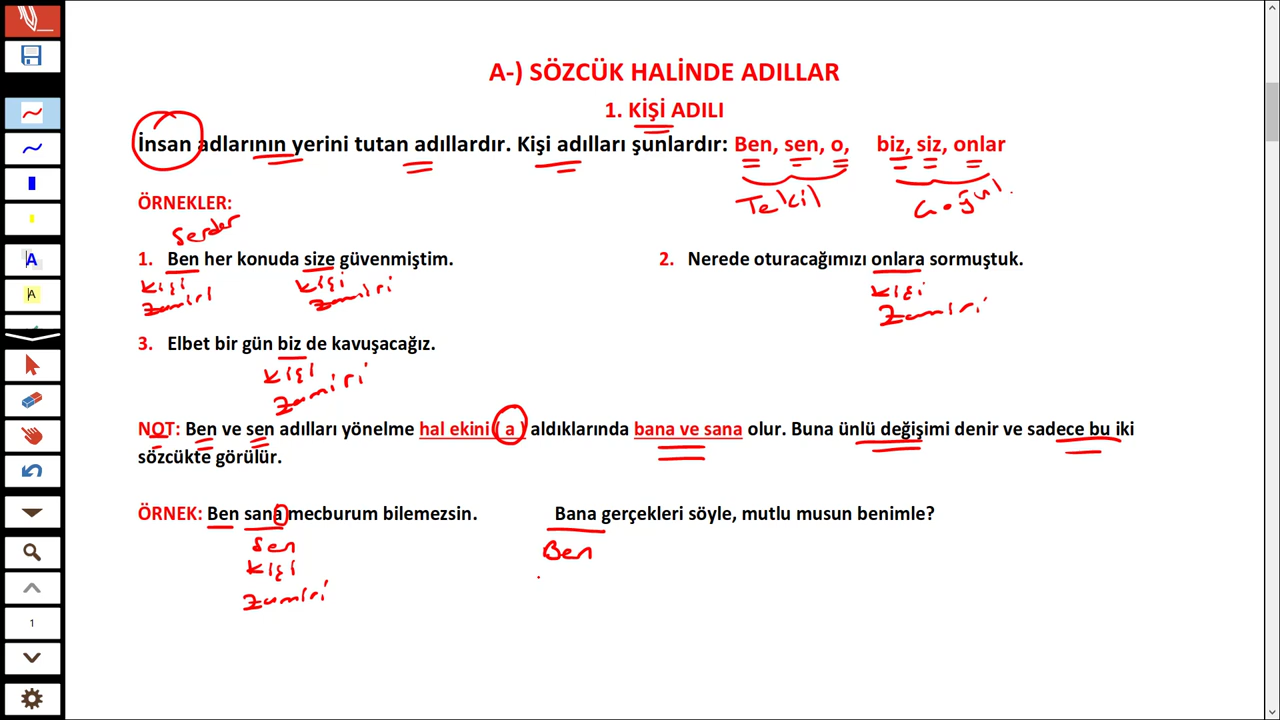 A-) SÖZCÜK HALİNDE ADILLAR
1. KİŞİ ADILI
İnsan adlarının yerini tutan adıllardır. Kişi adılları şunlardır: Ben, sen, o, biz, siz, onlar
Tekil Çoğul
ÖRNEKLER:
Serdar
1. Ben her konuda size güvenmiştim.
Kişi Kişi
Zamiri Zamiri
2. Nerede oturacağımızı onlara sormuştuk.
Kişi
Zamiri
3. Elbet bir gün biz de kavuşacağız.
Kişi
Zamiri
NOT: Ben ve sen adılları yönelme hal ekini ( a ) aldıklarında bana ve sana olur. Buna ünlü değişimi denir ve sadece bu iki
sözcükte görülür.
ÖRNEK: Ben sana mecburum bilemezsin. Bana gerçekleri söyle, mutlu musun benimle?
Sen Ben
Kişi
Zamiri
A
A
1